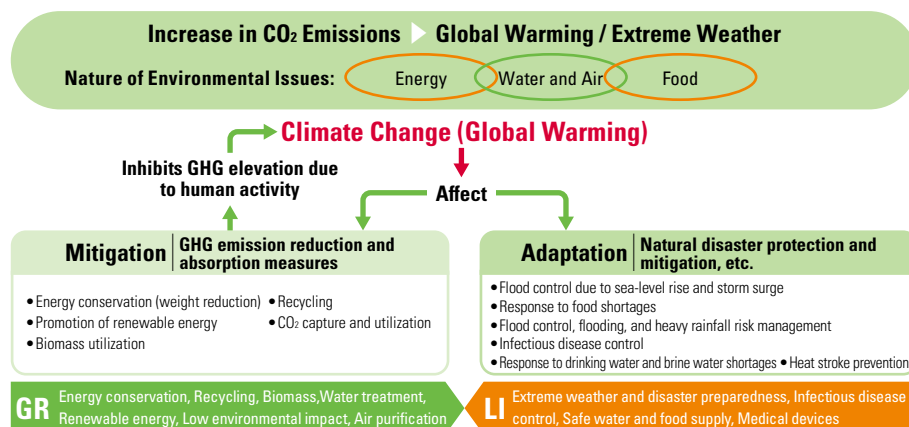 Increase in CO₂ Emissions ▶ Global Warming / Extreme Weather
Nature of Environmental Issues: Energy Water and Air Food
Climate Change (Global Warming)
Inhibits GHG elevation due
to human activity
Affect
Mitigation GHG emission reduction and
absorption measures
• Energy conservation (weight reduction) • Recycling
• Promotion of renewable energy • CO₂ capture and utilization
• Biomass utilization
Adaptation Natural disaster protection and
mitigation, etc.
• Flood control due to sea-level rise and storm surge
• Response to food shortages
• Flood control, flooding, and heavy rainfall risk management
• Infectious disease control
• Response to drinking water and brine water shortages • Heat stroke prevention
GR Energy conservation, Recycling, Biomass,Water treatment,
Renewable energy, Low environmental impact, Air purification
LI Extreme weather and disaster preparedness, Infectious disease
control, Safe water and food supply, Medical devices